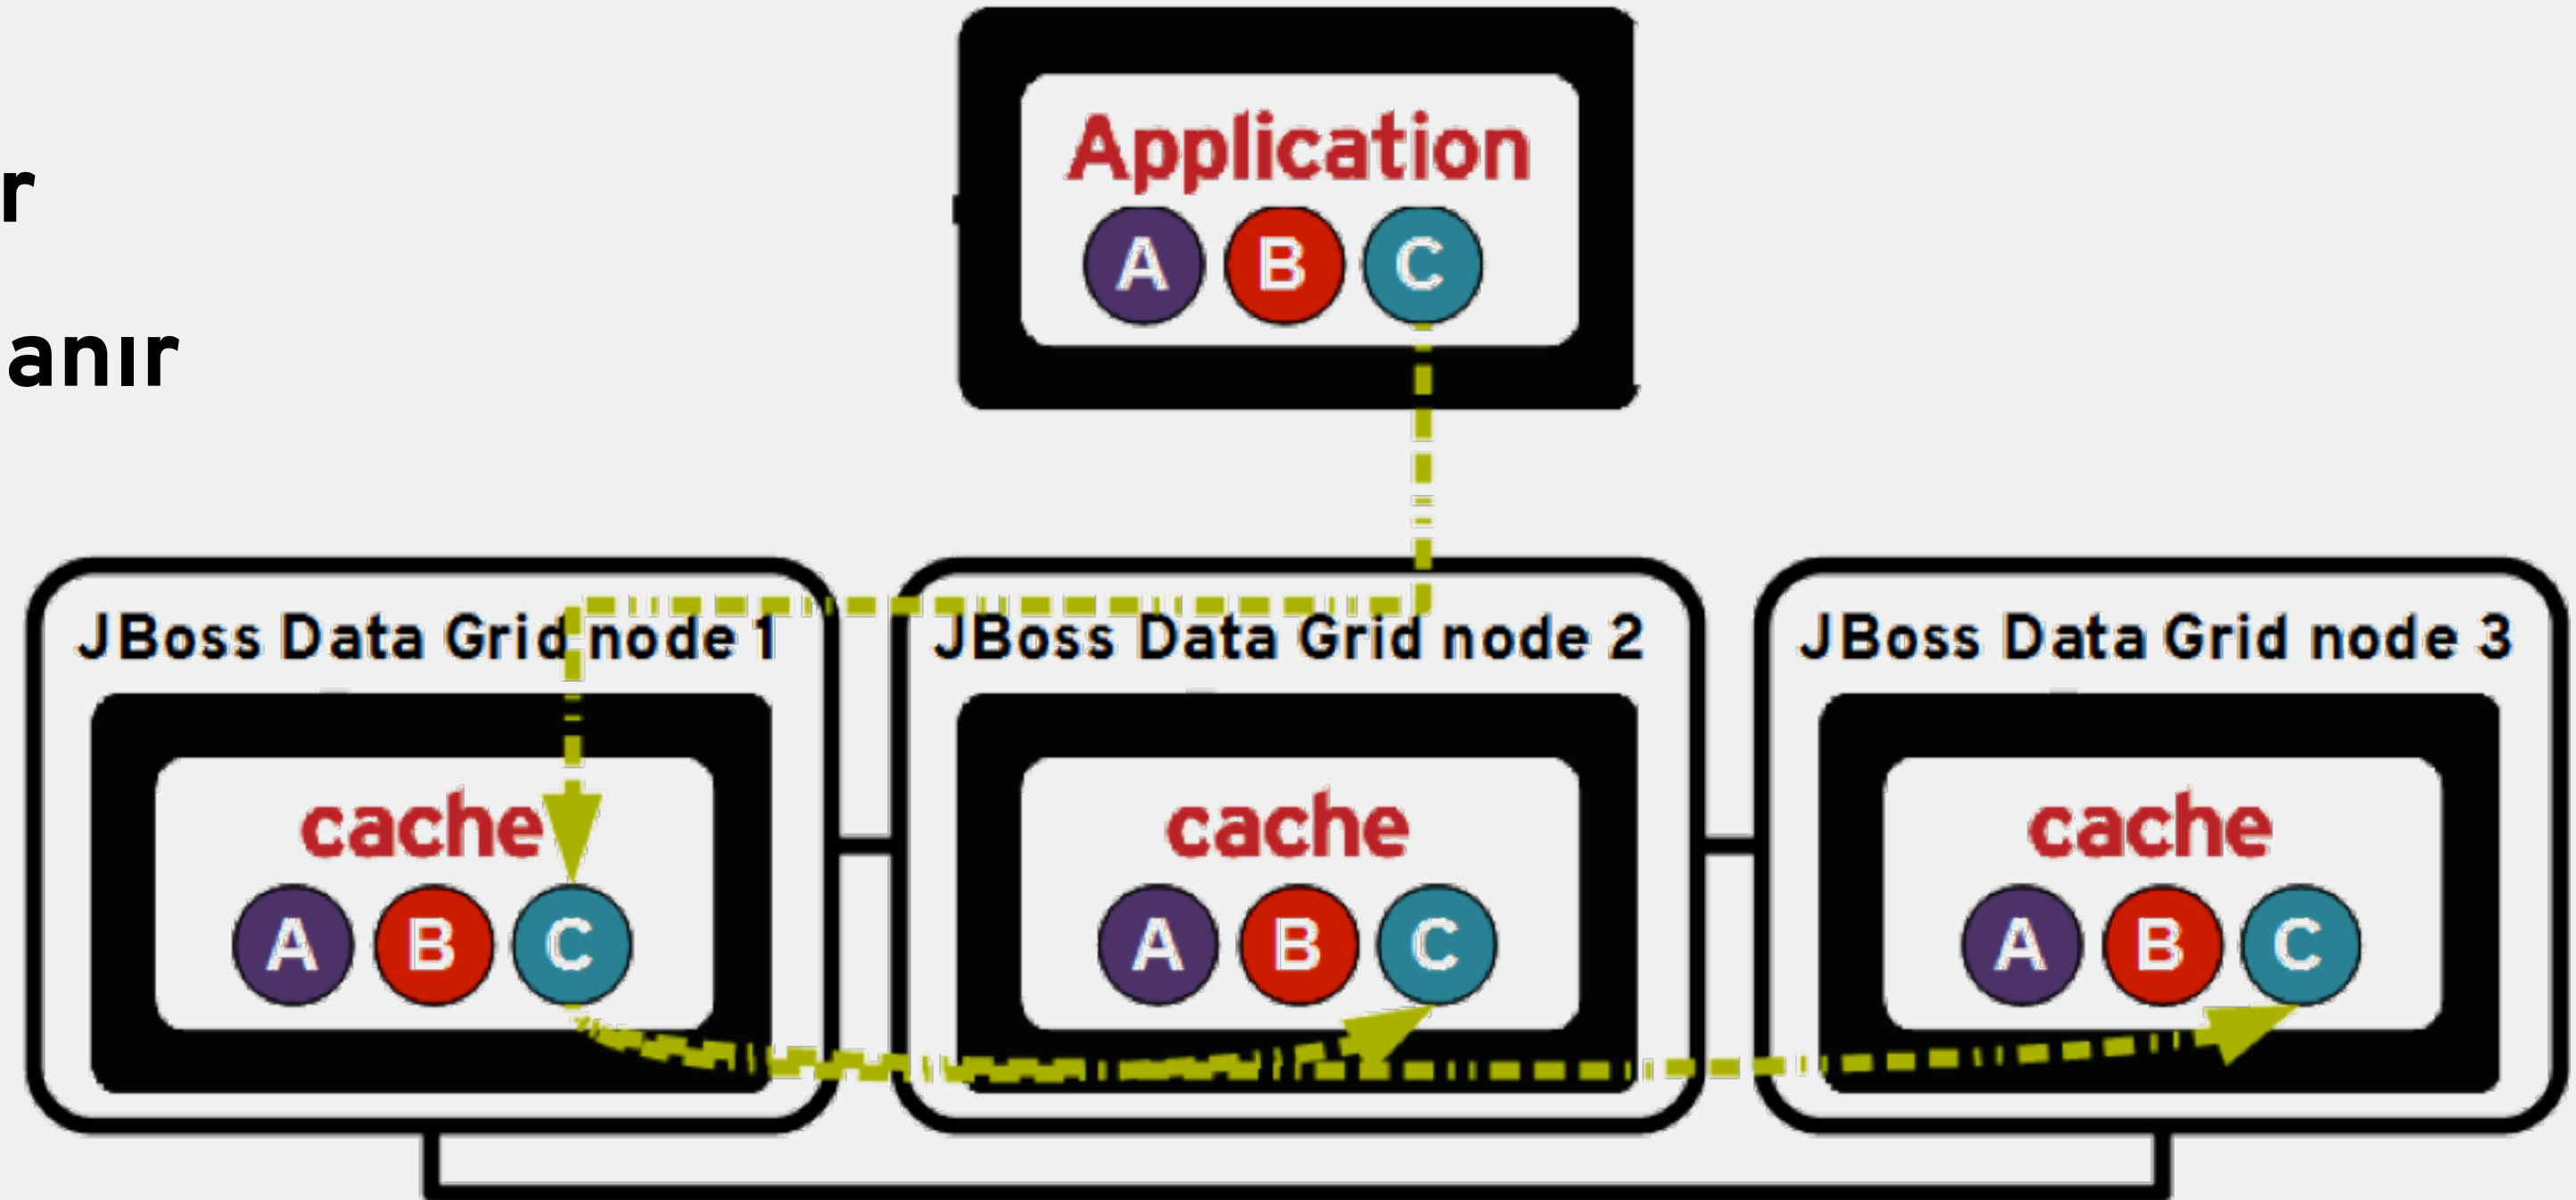 r
anır
Application
A B C
JBoss Data Grid node 1
JBoss Data Grid node 2
JBoss Data Grid node 3
cache
A B C
cache
A B C
cache
A B C